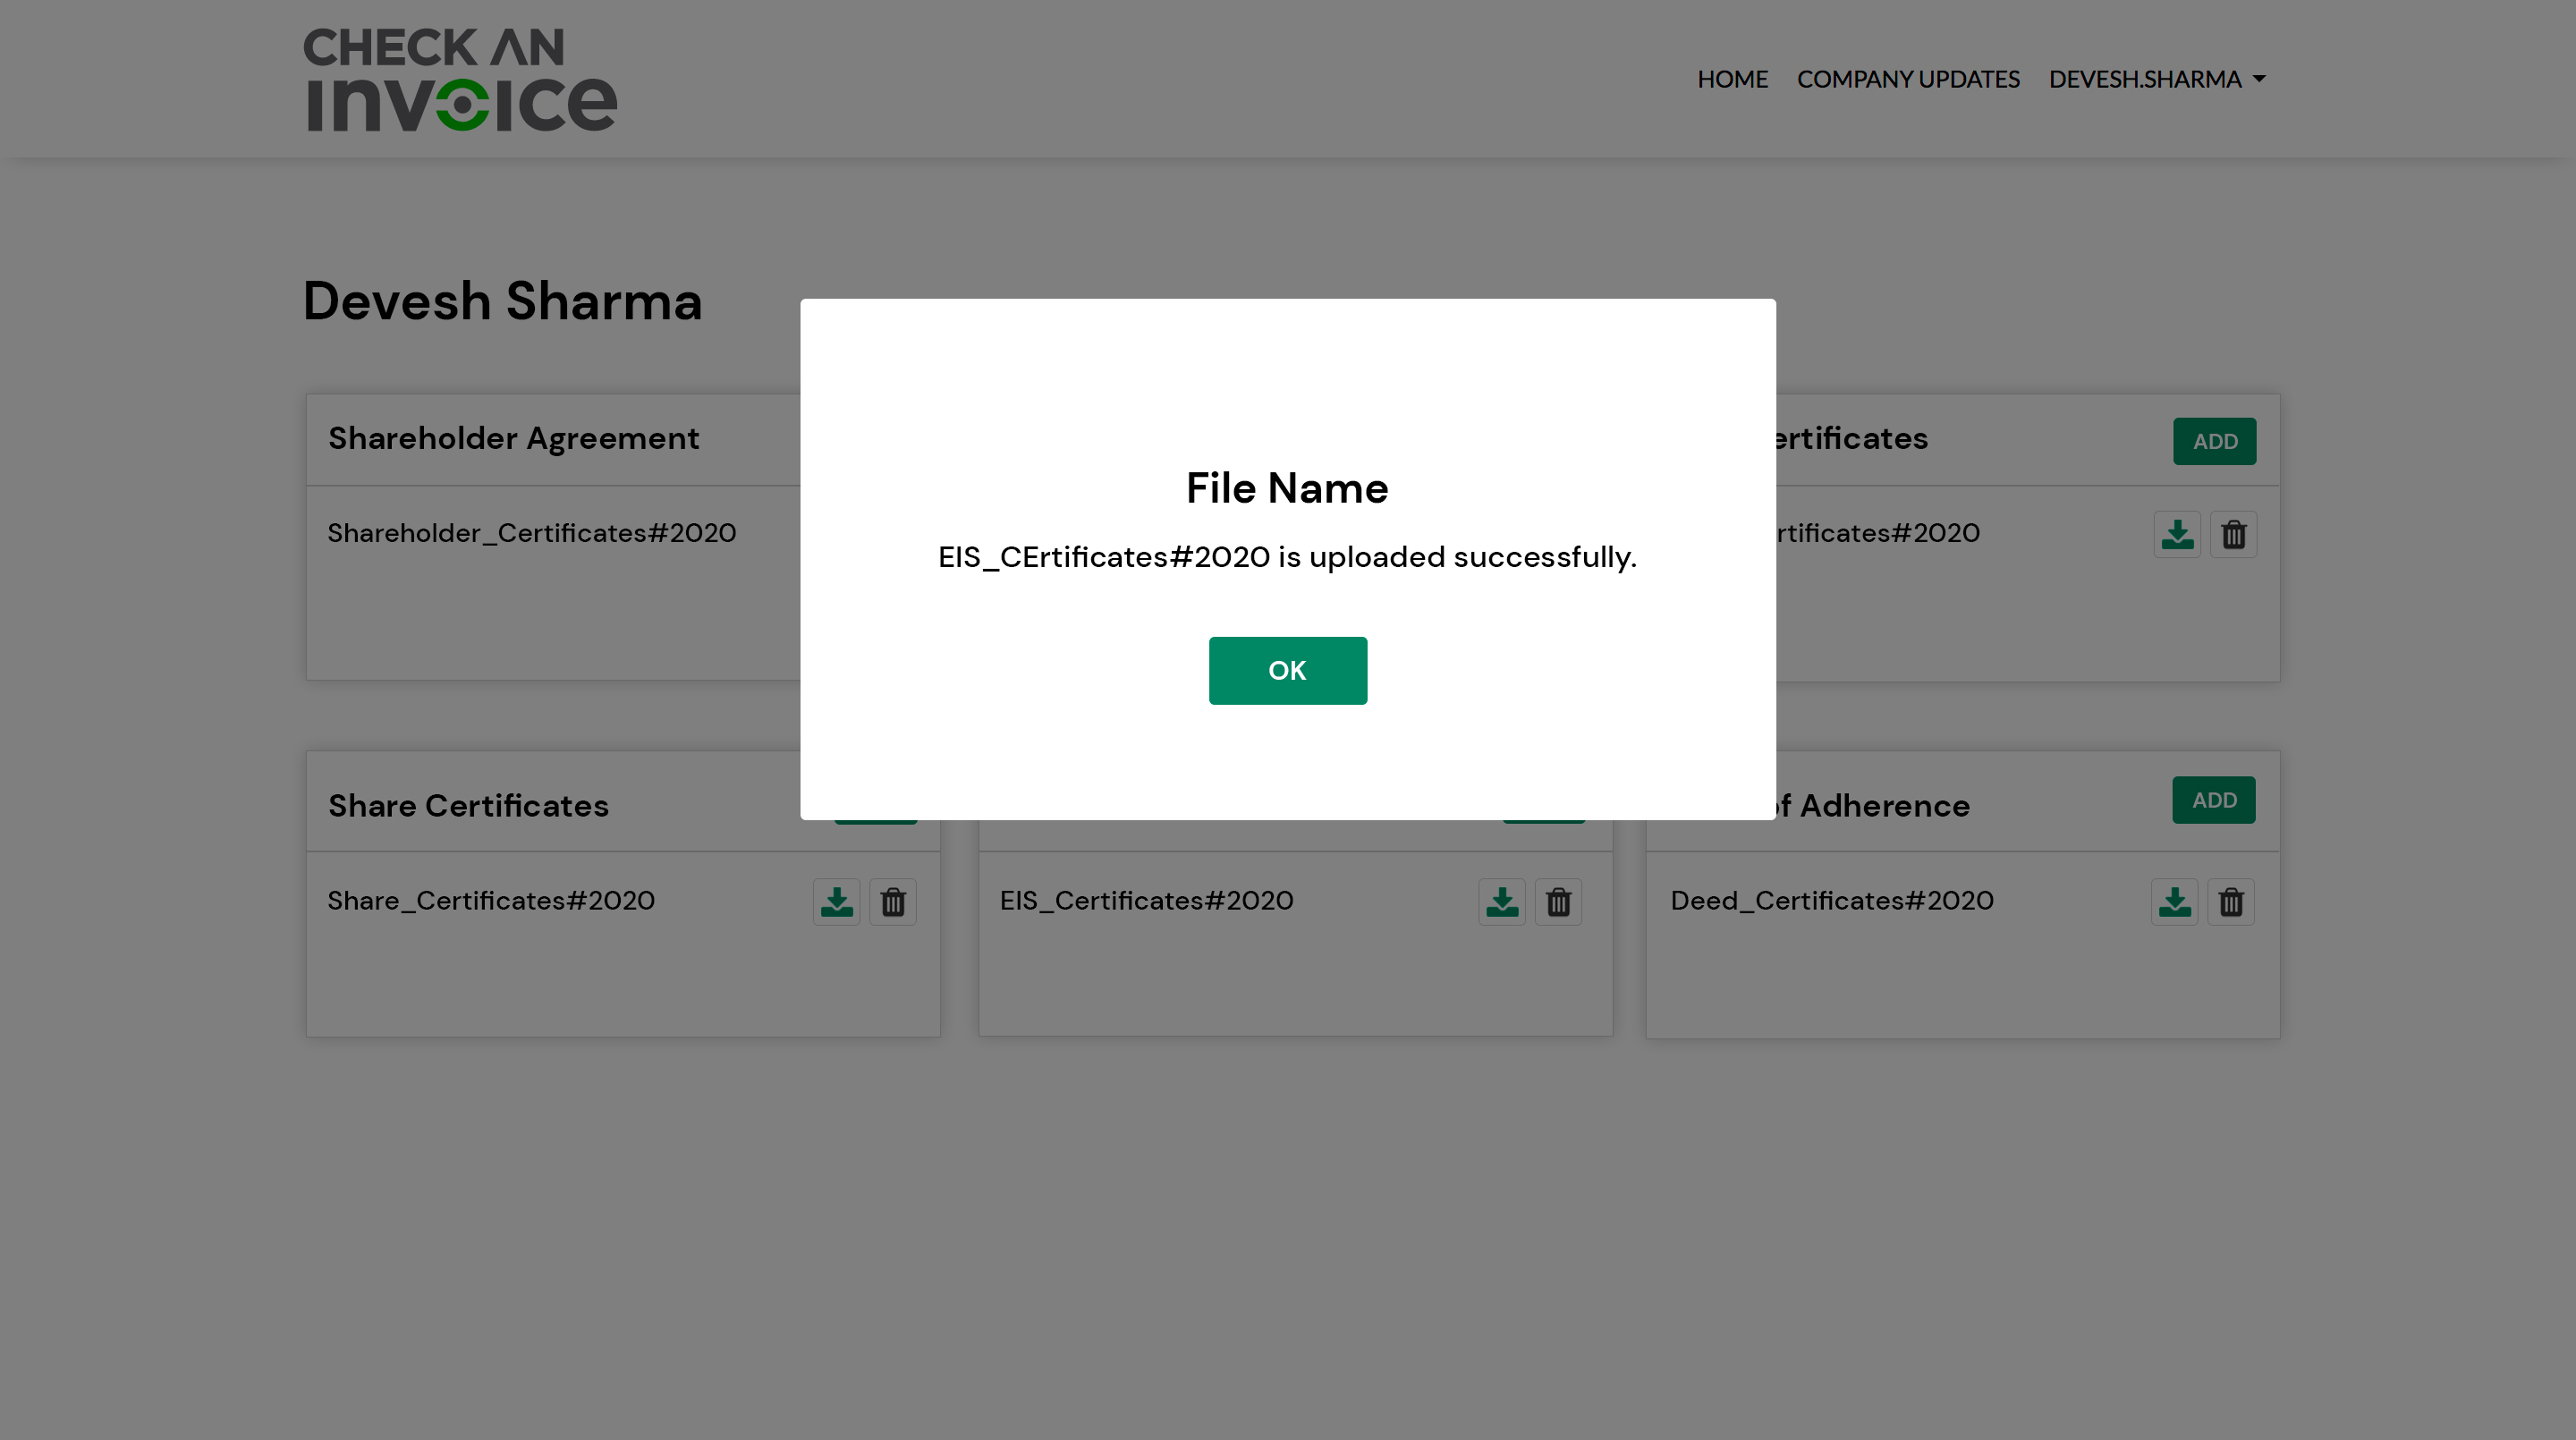 CHECK AN
invoice
HOME COMPANY UPDATES DEVESH.SHARMA
Devesh Sharma
Shareholder Agreement
ertificates ADD
Shareholder_Certificates#2020
rtificates#2020
File Name
EIS_CErtificates#2020 is uploaded successfully.
OK
Share Certificates
of Adherence ADD
Share_Certificates#2020
EIS_Certificates#2020
Deed_Certificates#2020